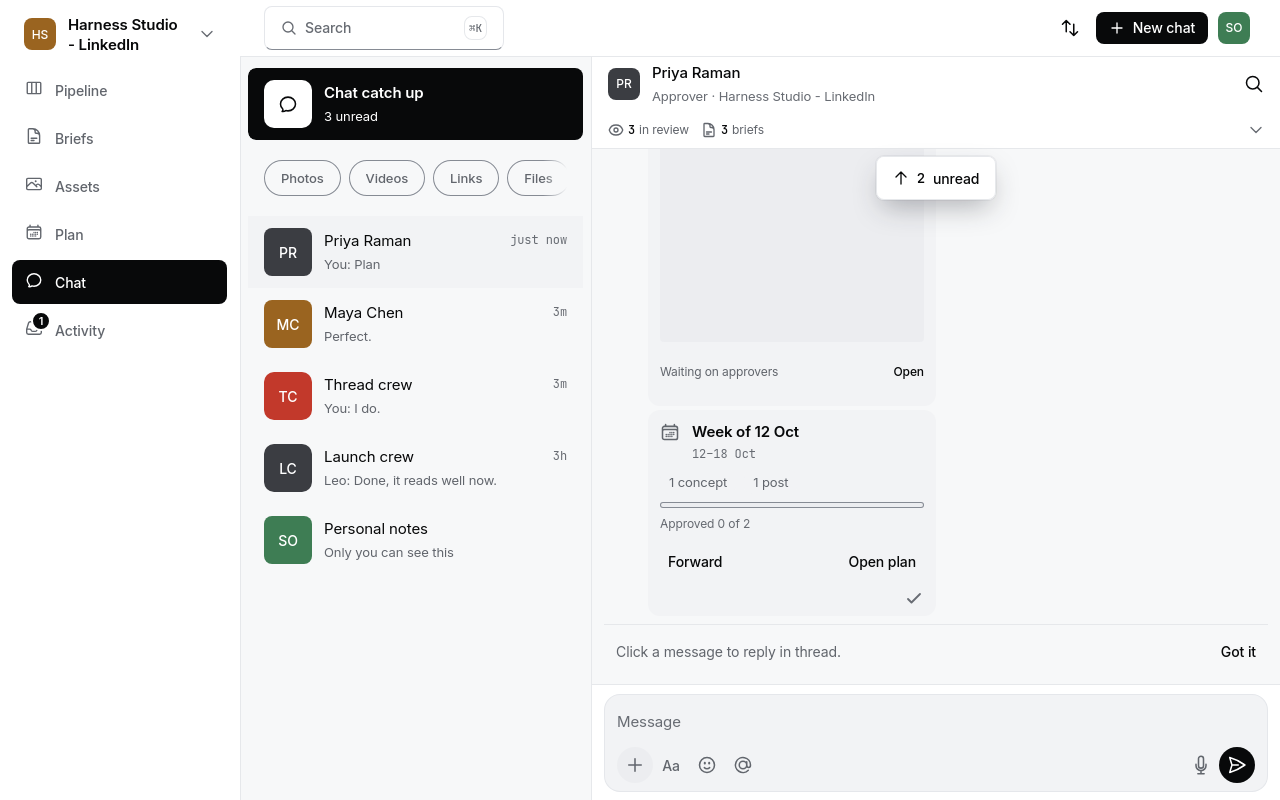 HS
Harness Studio
- LinkedIn
Pipeline
Briefs
Assets
Plan
Chat
1
Activity
Search
⌘K
New chat
SO
Chat catch up
3 unread
Photos
Videos
Links
Files
PR
Priya Raman
just now
You: Plan
MC
Maya Chen
3m
Perfect.
TC
Thread crew
3m
You: I do.
LC
Launch crew
3h
Leo: Done, it reads well now.
SO
Personal notes
Only you can see this
PR
Priya Raman
Approver · Harness Studio - LinkedIn
3 in review
3 briefs
2 unread
Waiting on approvers
Open
Week of 12 Oct
12–18 Oct
1 concept
1 post
Approved 0 of 2
Forward
Open plan
Click a message to reply in thread.
Got it
Message
Aa